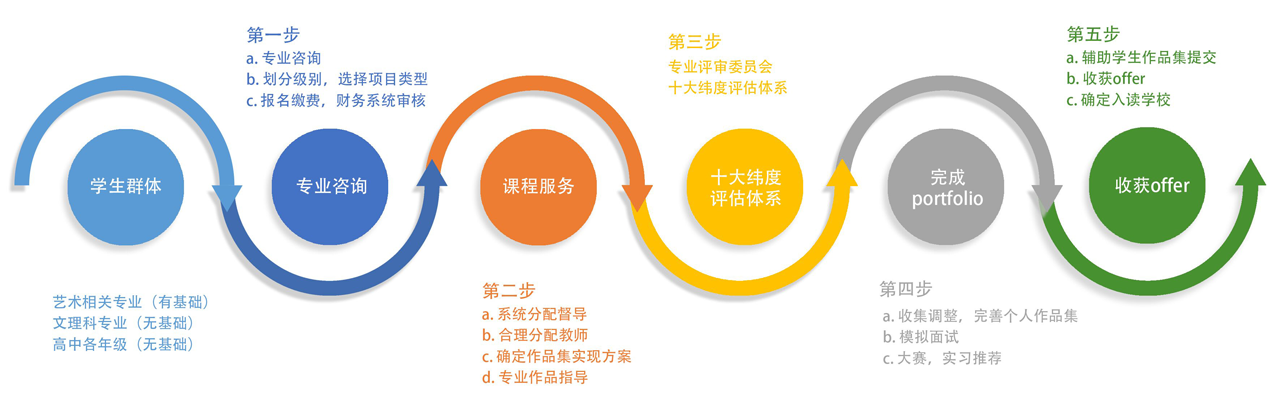 学生群体
艺术相关专业（有基础）
文理科专业（无基础）
高中各年级（无基础）
第一步
a. 专业咨询
b. 划分级别，选择项目类型
c. 报名缴费，财务系统审核
专业咨询
课程服务
第二步
a. 系统分配督导
b. 合理分配教师
c. 确定作品集实现方案
d. 专业作品指导
第三步
专业评审委员会
十大纬度评估体系
十大纬度
评估体系
完成
portfolio
第四步
a. 收集调整，完善个人作品集
b. 模拟面试
c. 大赛，实习推荐
第五步
a. 辅助学生作品集提交
b. 收获offer
c. 确定入读学校
收获offer